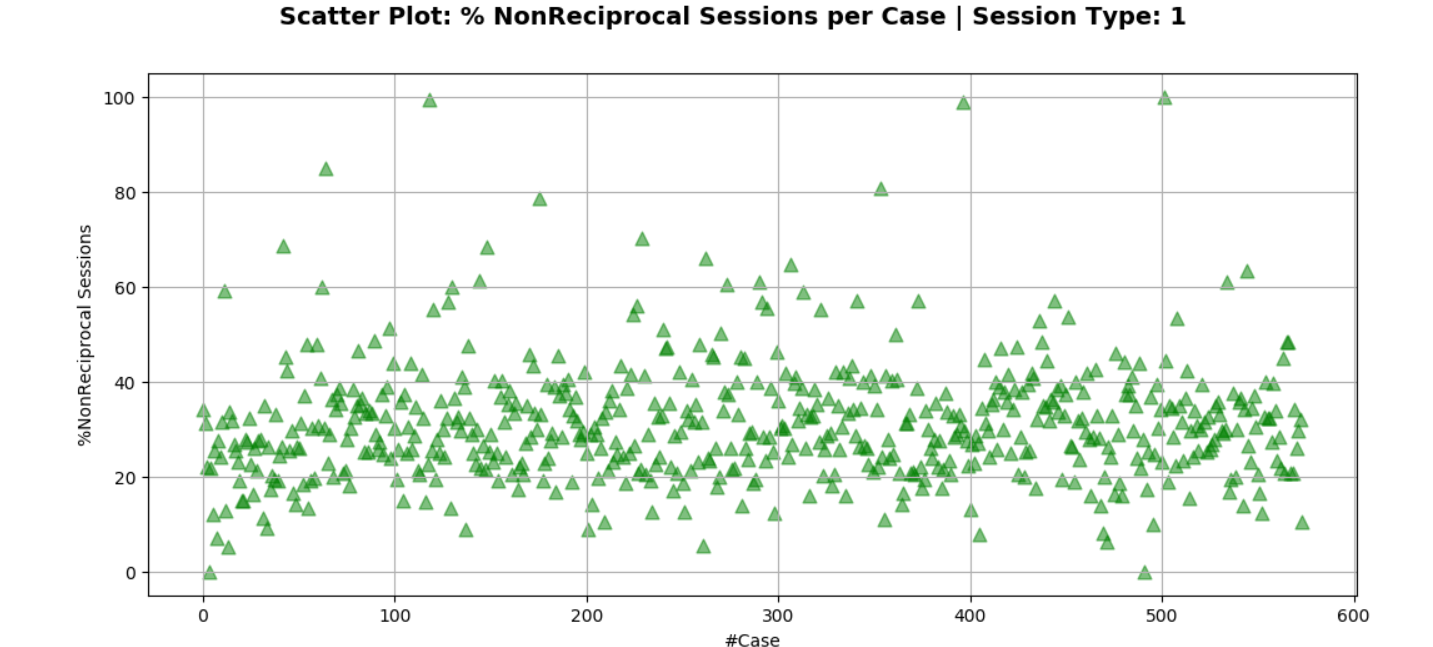 Scatter Plot: % NonReciprocal Sessions per Case | Session Type: 1
100
80
60
40
20
0
%NonReciprocal Sessions
0 100 200 300 400 500 600
#Case